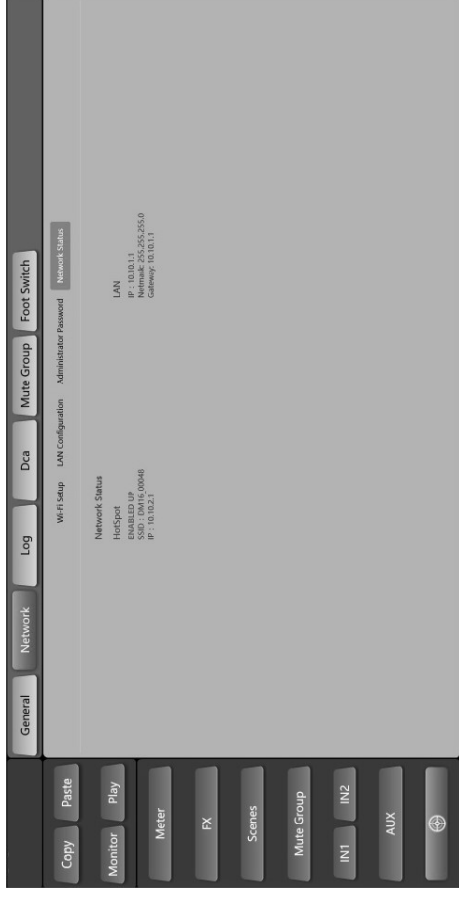 General
Network
Log
Dca
Mute Group
Foot Switch
Copy
Paste
Monitor
Play
Meter
FX
Scenes
Mute Group
IN1
IN2
AUX
Wi-Fi Setup
LAN Configuration
Administrator Password
Network Status
Network Status
HotSpot
ENABLED UP
SSID : DM16_00048
IP : 10.10.2.1
LAN
IP : 10.10.1.1
Netmask: 255.255.255.0
Gateway: 10.10.1.1